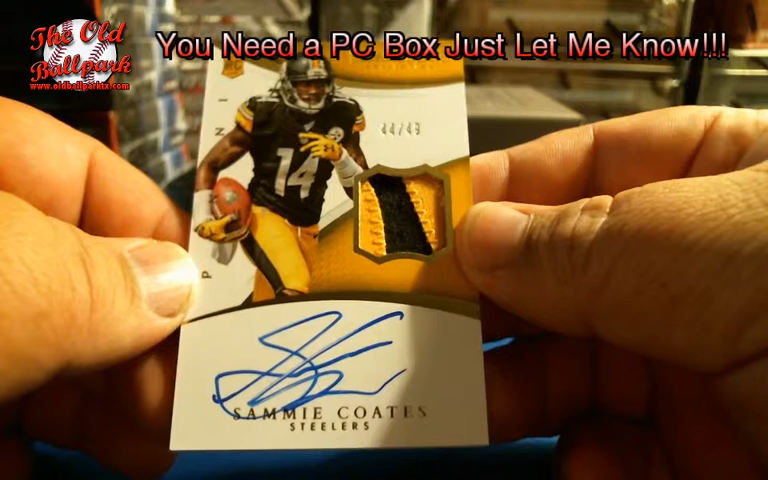 The Old
Ballpark
www.oldballparktx.com
You Need a PC Box Just Let Me Know!!!
PANINI
44/49
14
SAMMIE COATES
STEELERS